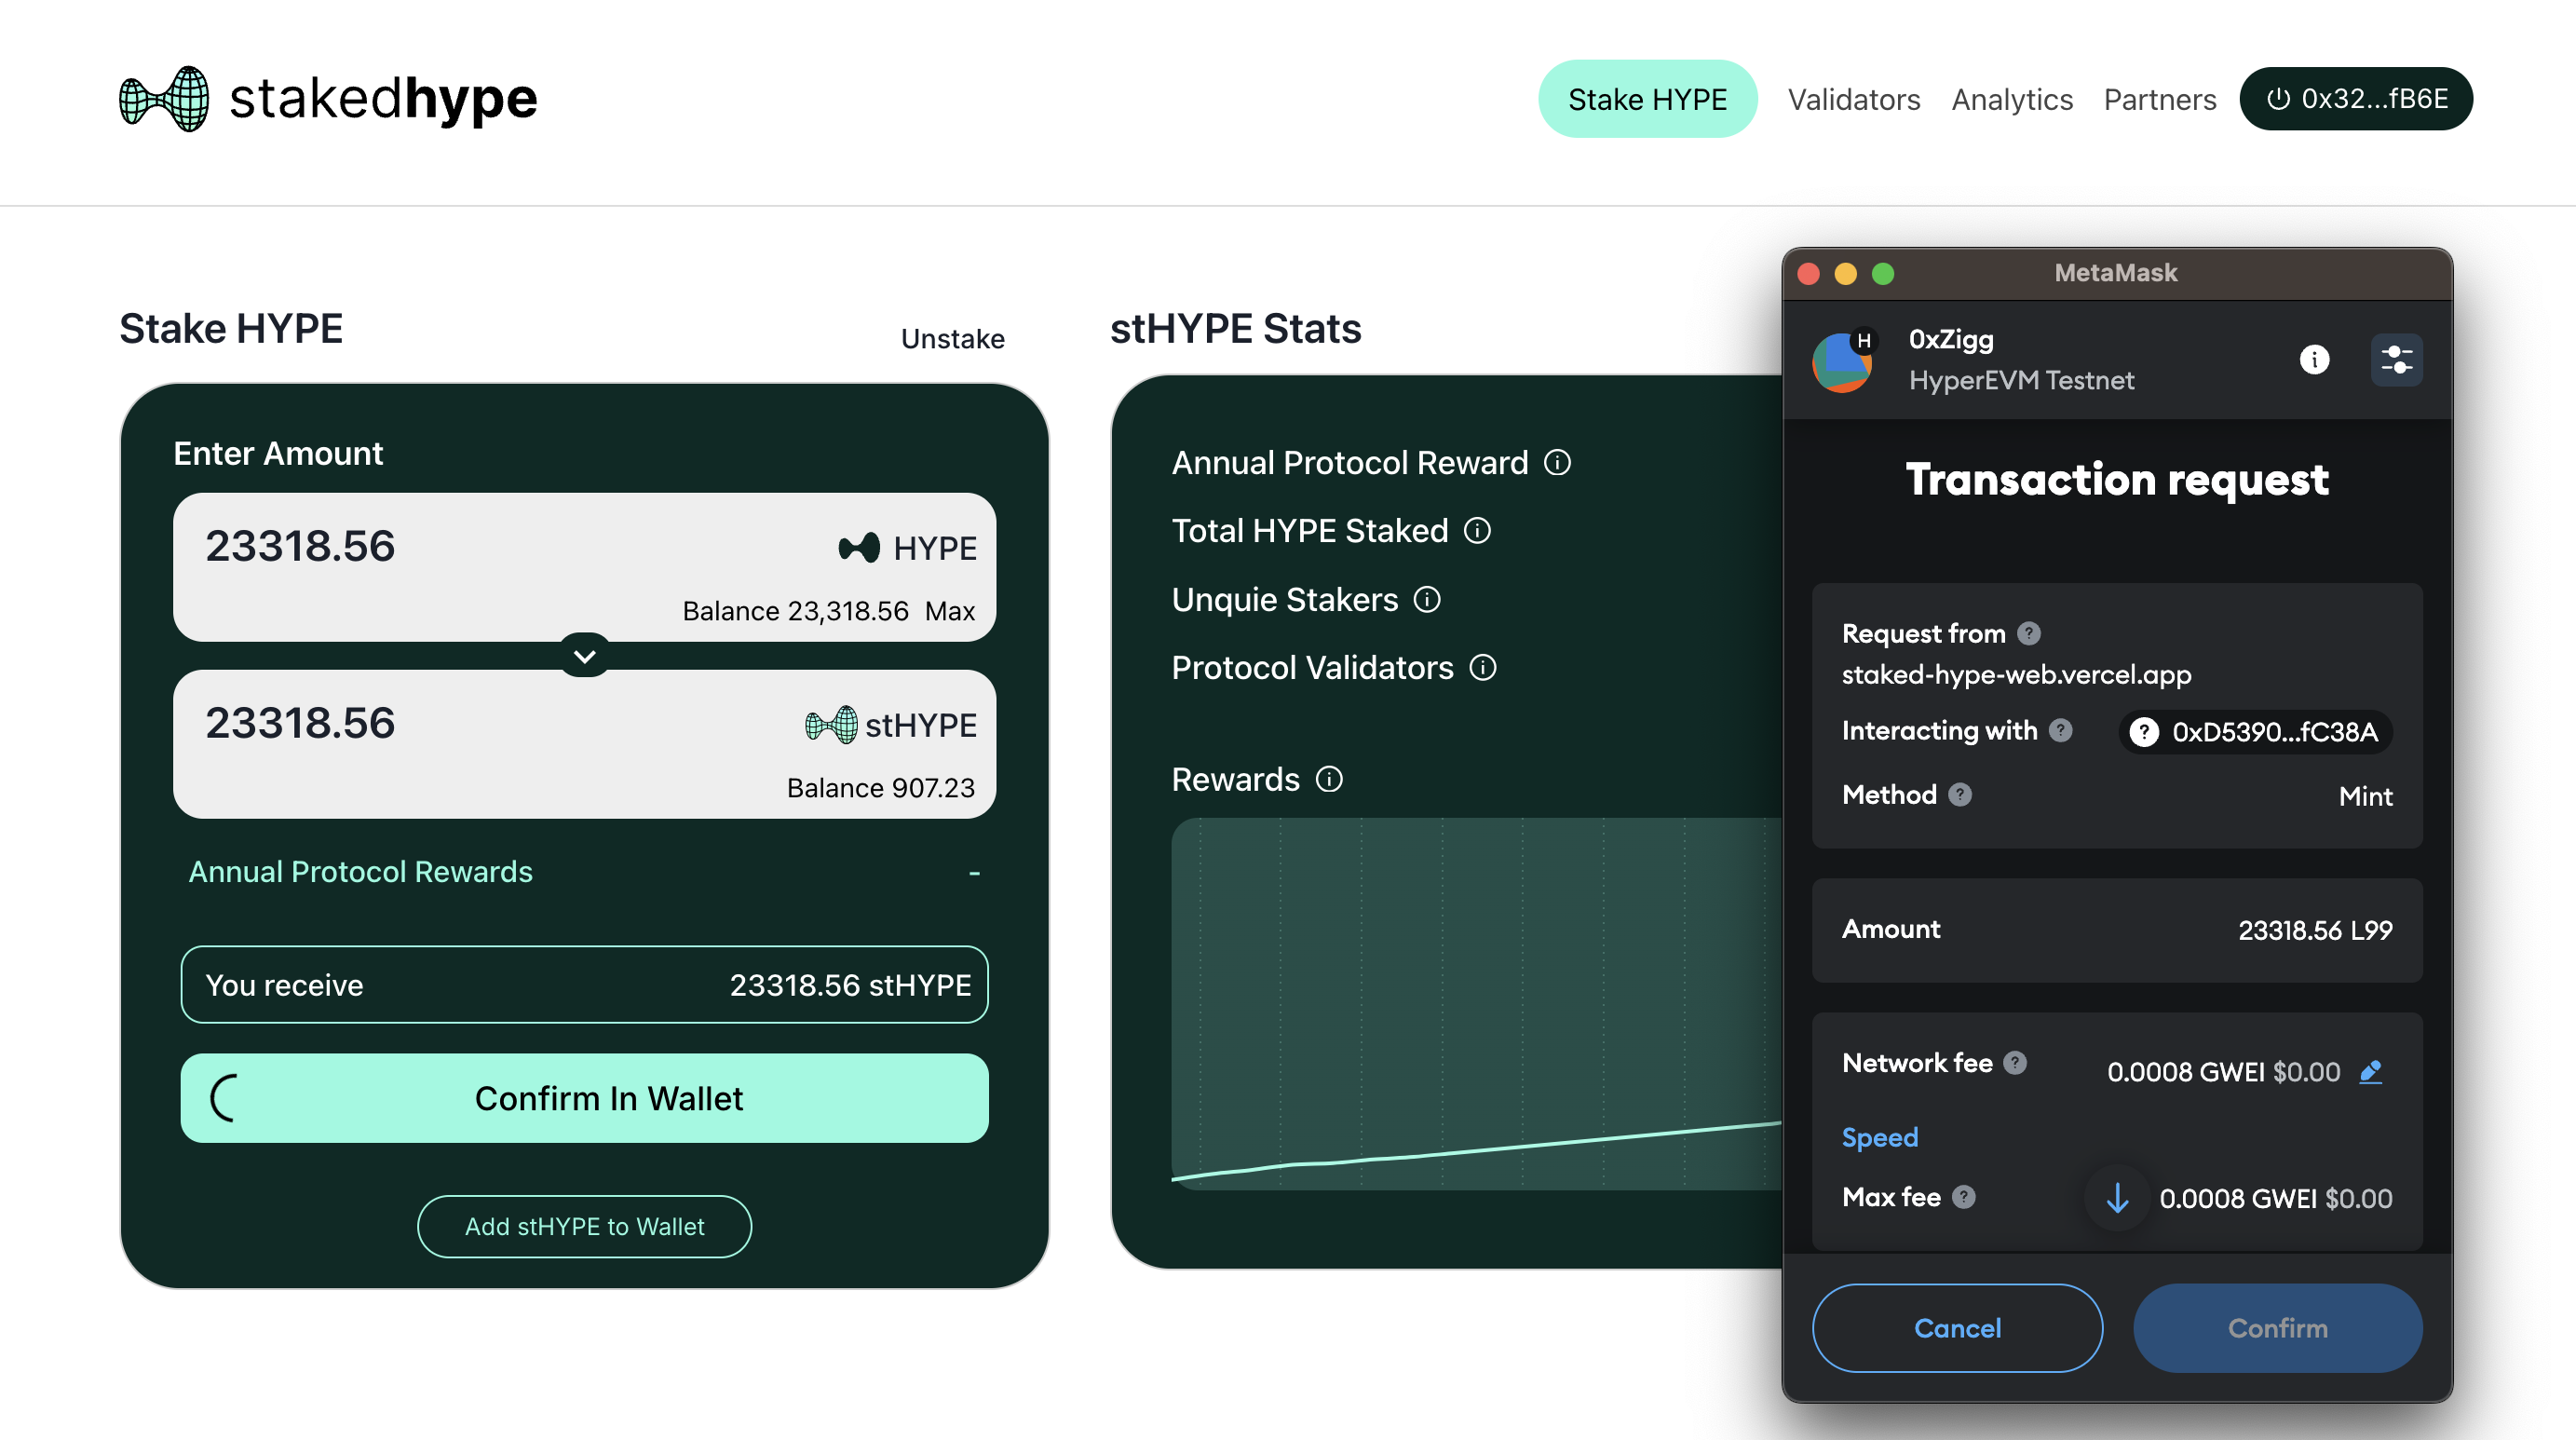 stakedhype
Stake HYPE
Validators
Analytics
Partners
0x32...fB6E
Stake HYPE
Unstake
Enter Amount
23318.56
HYPE
Balance 23,318.56 Max
23318.56
stHYPE
Balance 907.23
Annual Protocol Rewards -
You receive 23318.56 stHYPE
Confirm In Wallet
Add stHYPE to Wallet
stHYPE Stats
Annual Protocol Reward
Total HYPE Staked
Unquie Stakers
Protocol Validators
Rewards
MetaMask
H
0xZigg
HyperEVM Testnet
Transaction request
Request from
staked-hype-web.vercel.app
Interacting with 0xD5390...fC38A
Method Mint
Amount 23318.56 L99
Network fee 0.0008 GWEI $0.00
Speed
Max fee 0.0008 GWEI $0.00
Cancel
Confirm